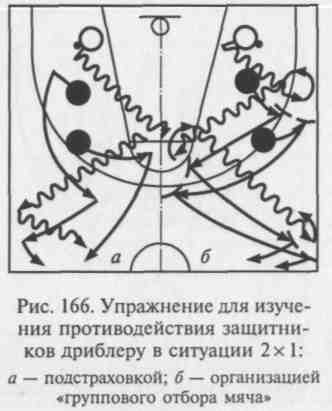 а б
Рис. 166. Упражнение для изуче-
ния противодействия защитни-
ков дриблеру в ситуации 2×1:
а — подстраховкой; б — организацией
«группового отбора мяча»